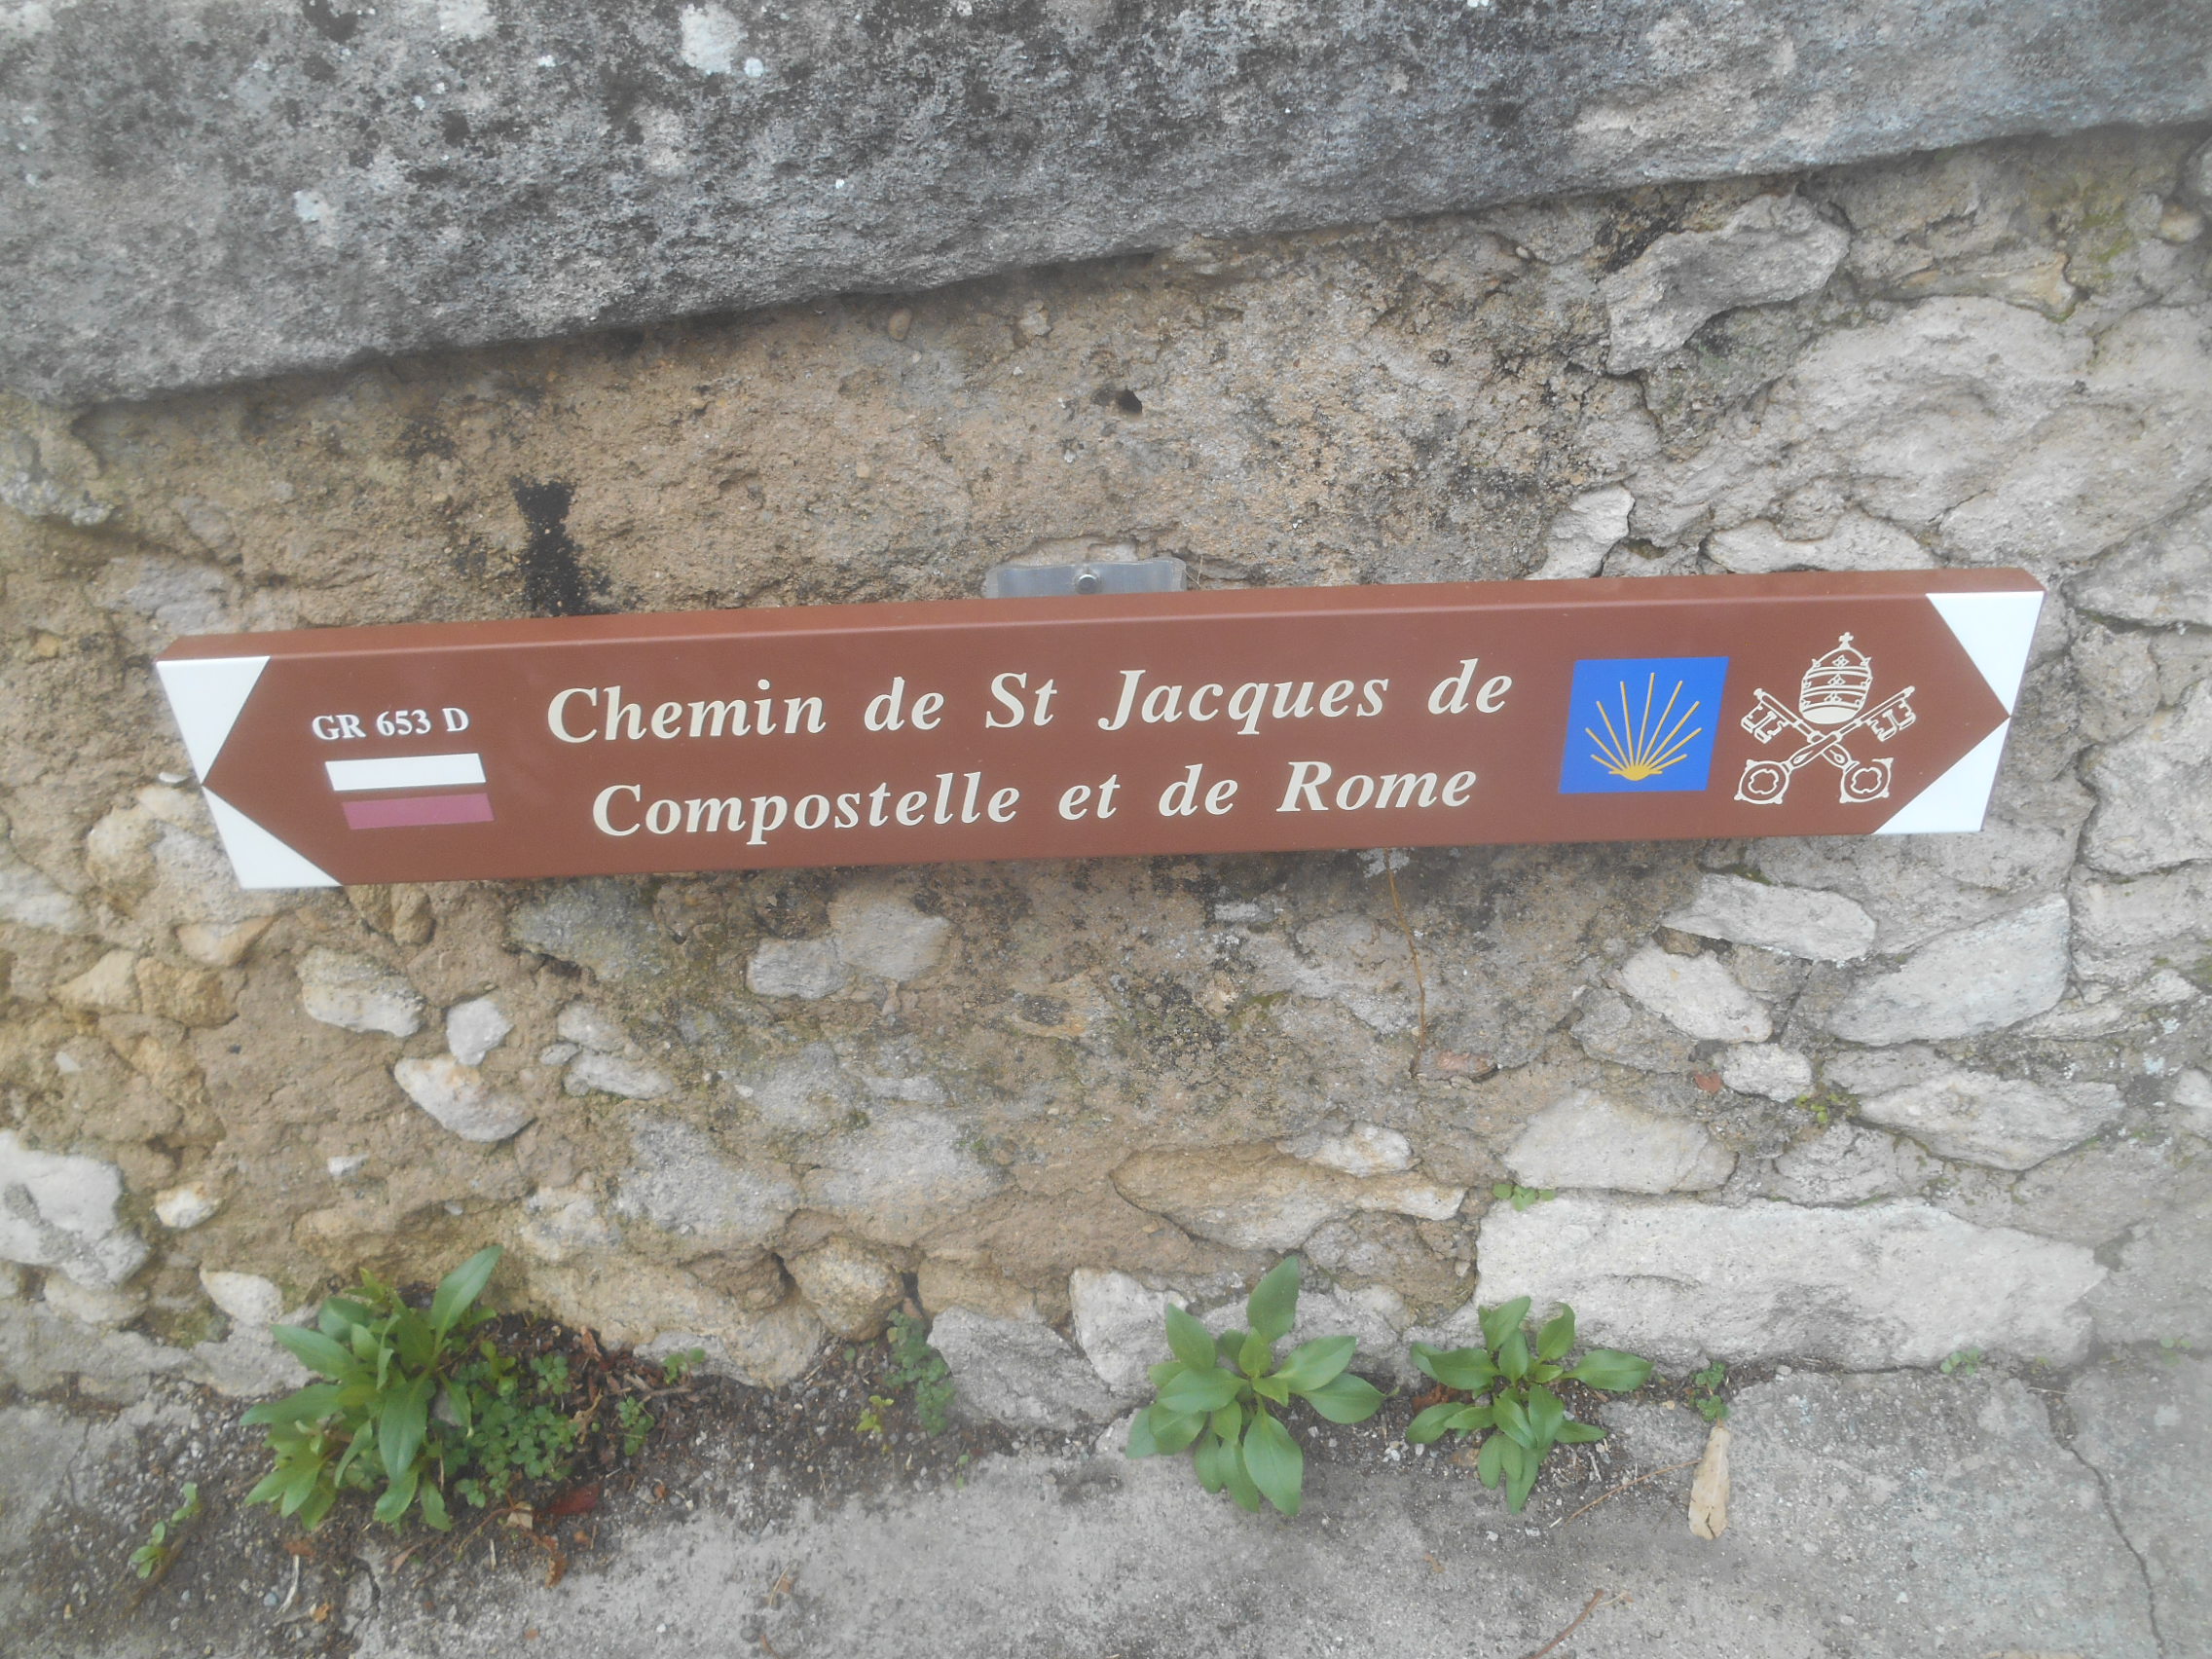 GR 653 D
Chemin de St Jacques de
Compostelle et de Rome